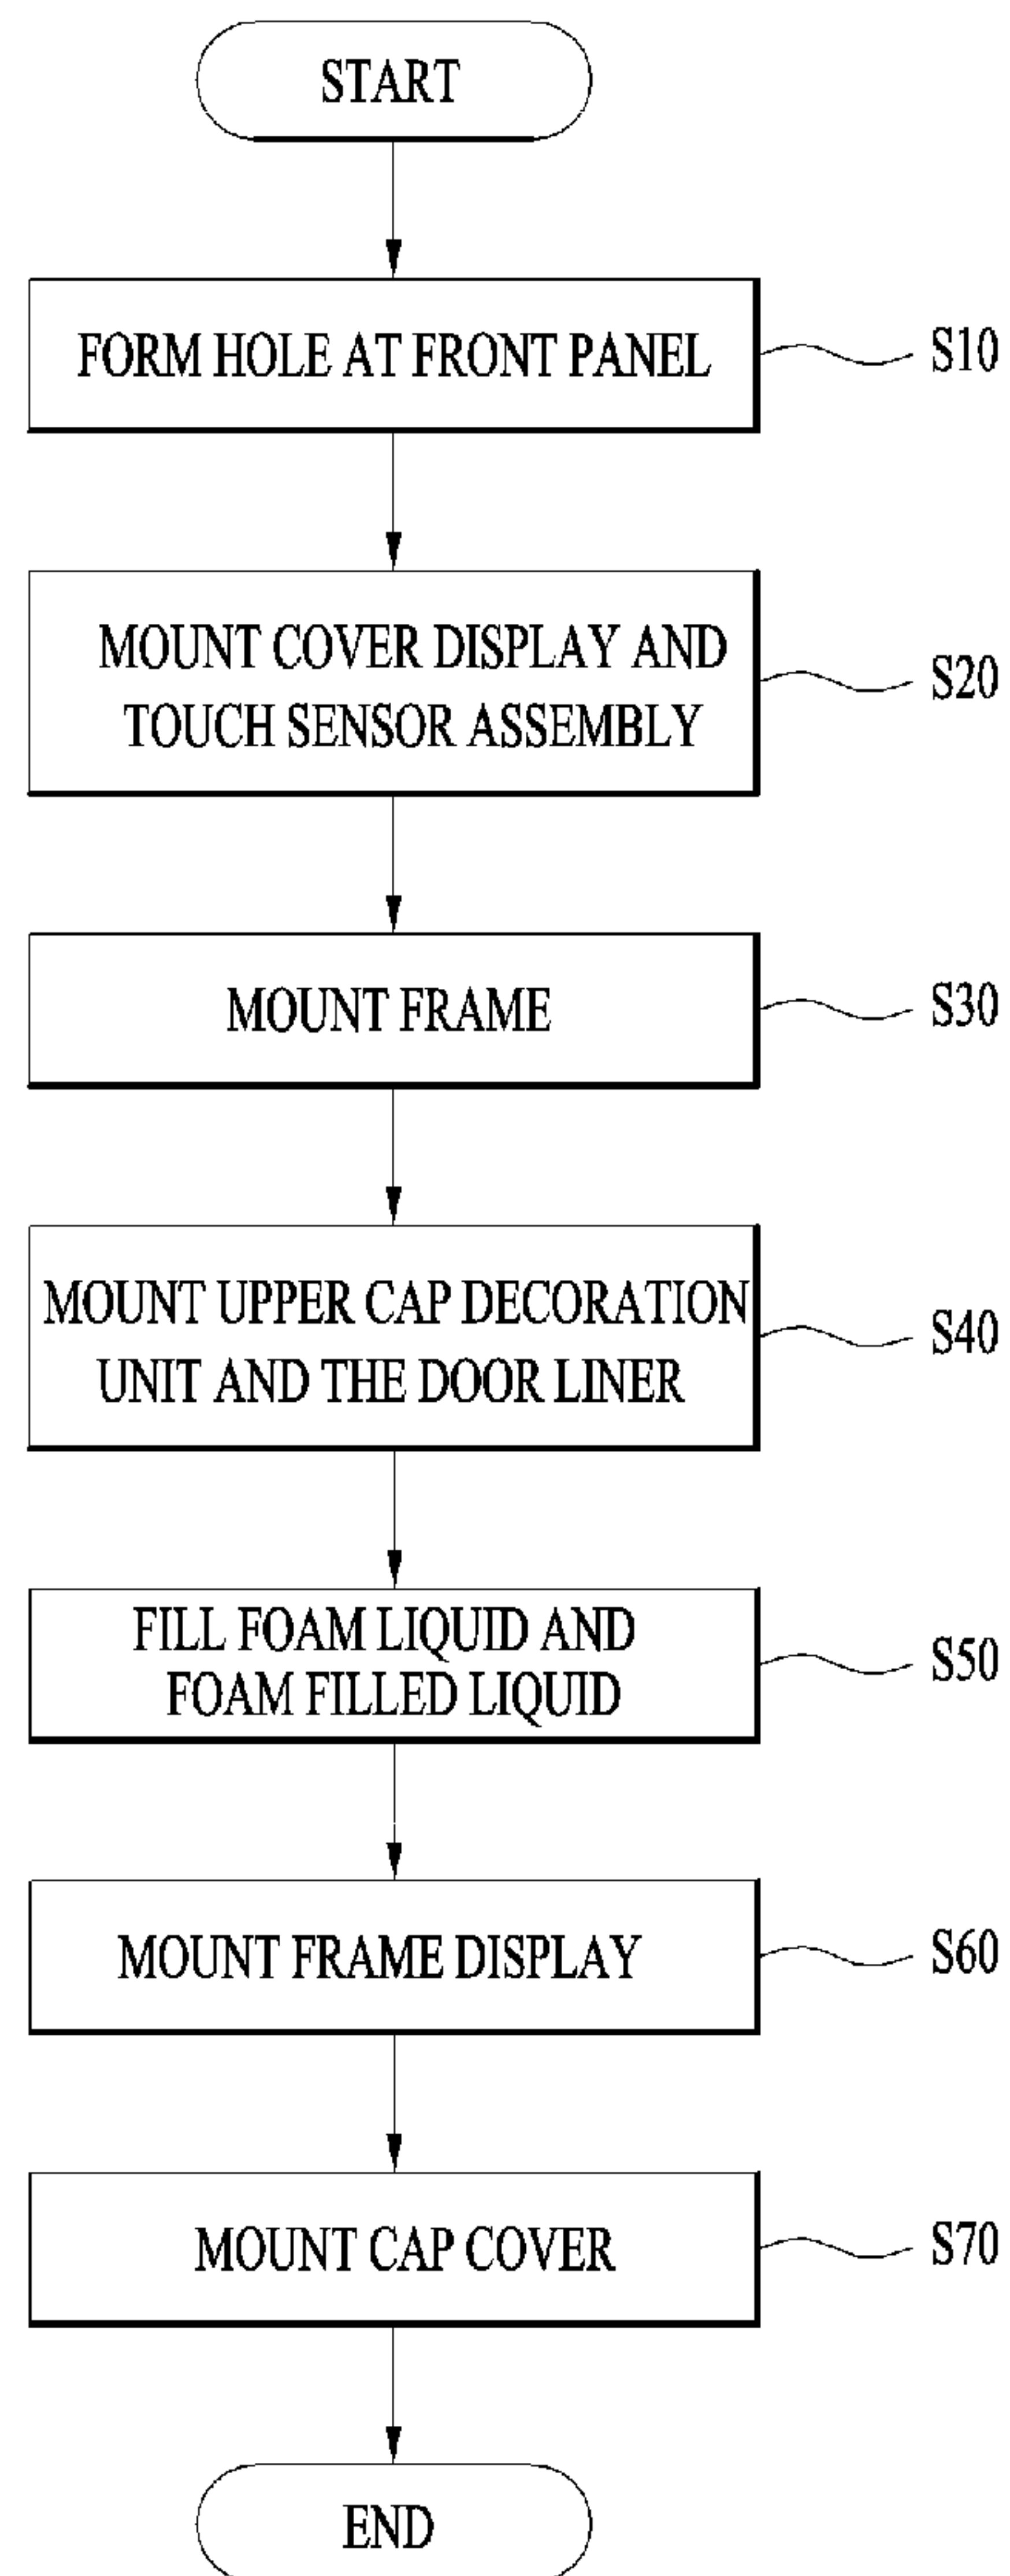 START
FORM HOLE AT FRONT PANEL
S10
MOUNT COVER DISPLAY AND
TOUCH SENSOR ASSEMBLY
S20
MOUNT FRAME
S30
MOUNT UPPER CAP DECORATION
UNIT AND THE DOOR LINER
S40
FILL FOAM LIQUID AND
FOAM FILLED LIQUID
S50
MOUNT FRAME DISPLAY
S60
MOUNT CAP COVER
S70
END